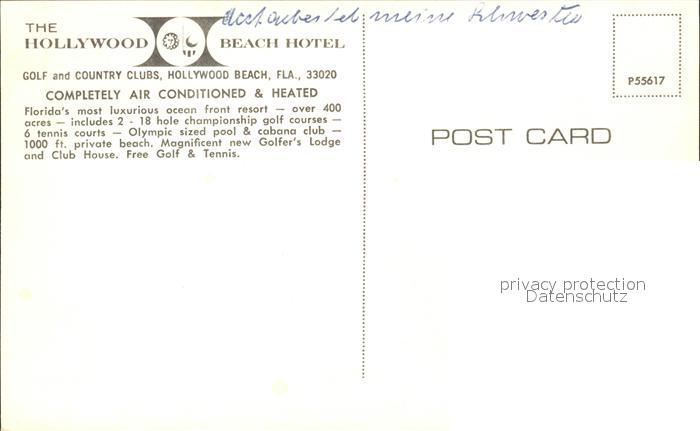 meine Schwester
THE
HOLLYWOOD BEACH HOTEL
GOLF and COUNTRY CLUBS, HOLLYWOOD BEACH, FLA., 33020
COMPLETELY AIR CONDITIONED & HEATED
Florida's most luxurious ocean front resort — over 400
acres — includes 2 - 18 hole championship golf courses —
6 tennis courts — Olympic sized pool & cabana club —
1000 ft. private beach. Magnificent new Golfer's Lodge
and Club House. Free Golf & Tennis.
P55617
POST CARD
privacy protection
Datenschutz